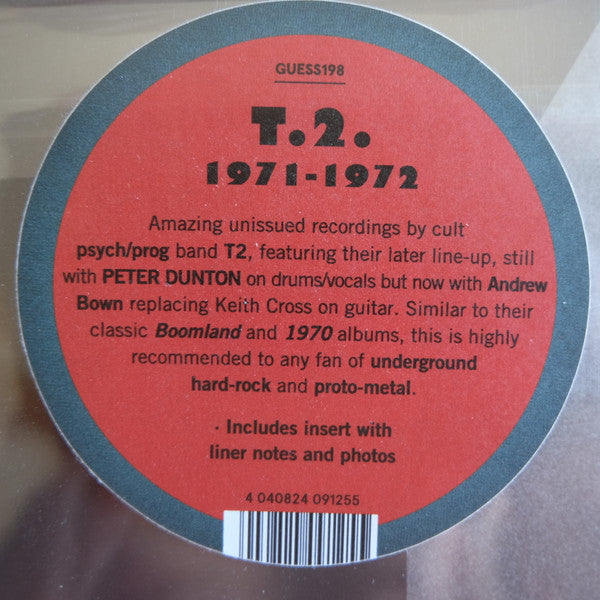 GUESS198
T.2.
1971-1972
Amazing unissued recordings by cult
psych/prog band T2, featuring their later line-up, still
with PETER DUNTON on drums/vocals but now with Andrew
Bown replacing Keith Cross on guitar. Similar to their
classic Boomland and 1970 albums, this is highly
recommended to any fan of underground
hard-rock and proto-metal.
· Includes insert with
liner notes and photos
4 040824 091255